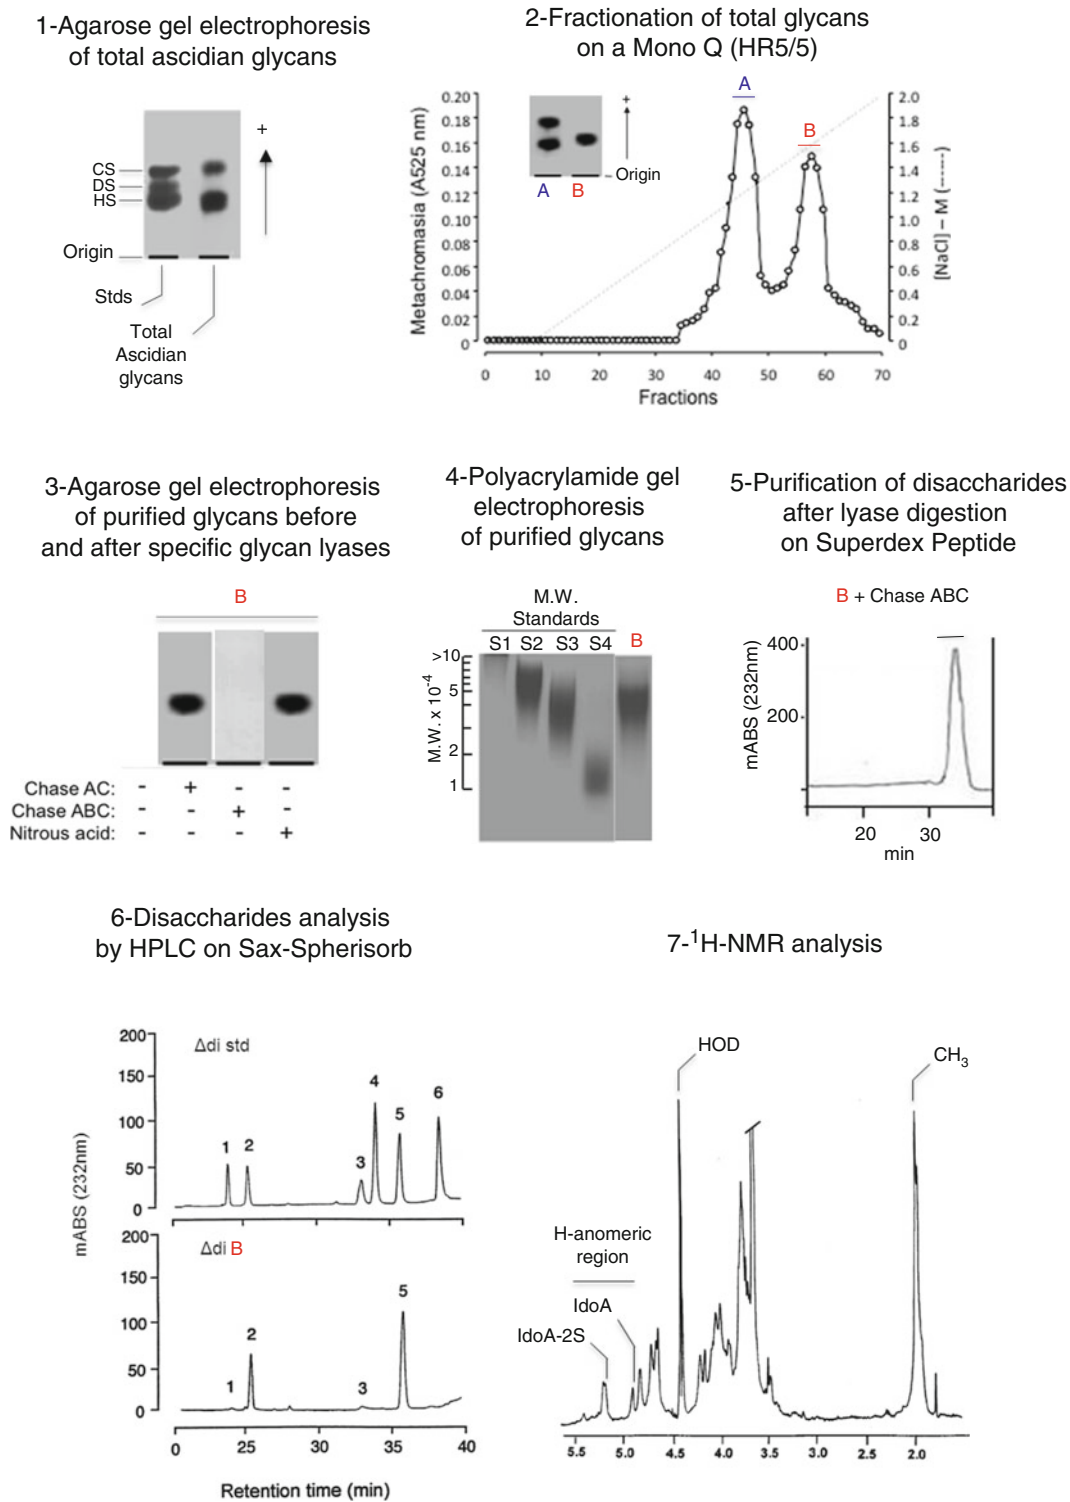 1-Agarose gel electrophoresis
of total ascidian glycans
CS
DS
HS
Origin
+
Stds
Total
Ascidian
glycans
2-Fractionation of total glycans
on a Mono Q (HR5/5)
Metachromasia (A525 nm)
0.20
0.18
0.16
0.14
0.12
0.10
0.08
0.06
0.04
0.02
0
+
Origin
A B
A
B
2.0
1.8
1.6
1.4
1.2
1.0
0.8
0.6
0.4
0.2
0
[NaCl] – M (-----)
0 10 20 30 40 50 60 70
Fractions
3-Agarose gel electrophoresis
of purified glycans before
and after specific glycan lyases
B
Chase AC: - + - -
Chase ABC: - - + -
Nitrous acid: - - - +
4-Polyacrylamide gel
electrophoresis
of purified glycans
M.W.
Standards
S1 S2 S3 S4 B
M.W. x 10-4
>10
5
2
1
5-Purification of disaccharides
after lyase digestion
on Superdex Peptide
B + Chase ABC
mABS (232nm)
400
200
20 30
min
6-Disaccharides analysis
by HPLC on Sax-Spherisorb
mABS (232nm)
200
150
100
50
0
Δdi std
1 2 3 4 5 6
200
150
100
50
0
Δdi B
1 2 3 5
0 25 30 35 40
Retention time (min)
7-1H-NMR analysis
HOD
CH3
H-anomeric
region
IdoA
IdoA-2S
5.5 5.0 4.5 4.0 3.5 3.0 2.5 2.0